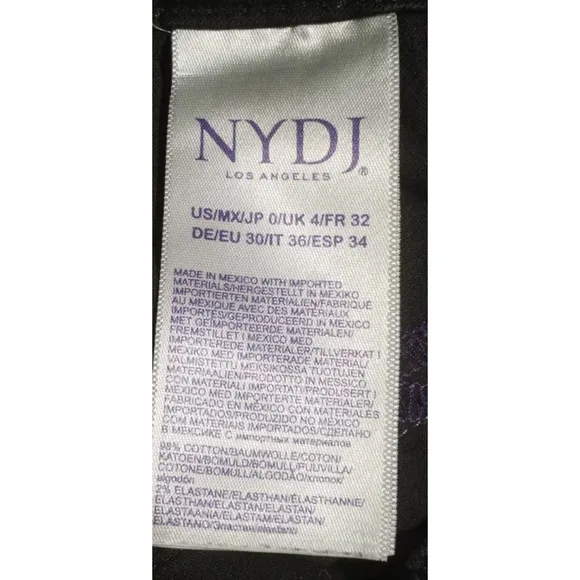 NYDJ®
LOS ANGELES
US/MX/JP 0/UK 4/FR 32
DE/EU 30/IT 36/ESP 34
MADE IN MEXICO WITH IMPORTED
MATERIALS/HERGESTELLT IN MEXIKO
IMPORTIERTEN MATERIALIEN/FABRIQUÉ
AU MEXIQUE AVEC DES MATÉRIAUX
IMPORTÉS/GEPRODUCEERD IN MEXICO
MET GEÏMPORTEERDE MATERIALEN/
FREMSTILLET I MEXICO MED
IMPORTEREDE MATERIALER/TILLVERKAT I
MEXIKO MED IMPORTERADE MATERIAL/
VALMISTETTU MEKSIKOSSA TUOTUJEN
MATERIAALIEN/PRODOTTO IN MESSICO
CON MATERIALI IMPORTATI/PRODUSERT I
MEXICO MED IMPORTERTE MATERIALER/
FABRICADO EN MÉXICO CON MATERIALES
IMPORTADOS/PRODUZIDO NO MÉXICO
COM MATERIAIS IMPORTADOS/СДЕЛАНО
В МЕКСИКЕ С импортных материалов
98% COTTON/BAUMWOLLE/COTON/
KATOEN/BOMULD/BOMULL/PUUVILLA/
COTONE/BOMULL/ALGODÃO/хлопок/
algodón
2% ELASTANE/ELASTHAN/ÉLASTHANNE/
ELASTHAN/ELASTAN/ELASTAN/
ELASTAANIA/ELASTAM/ELASTAN/
ELASTANO/Эластан/elastano